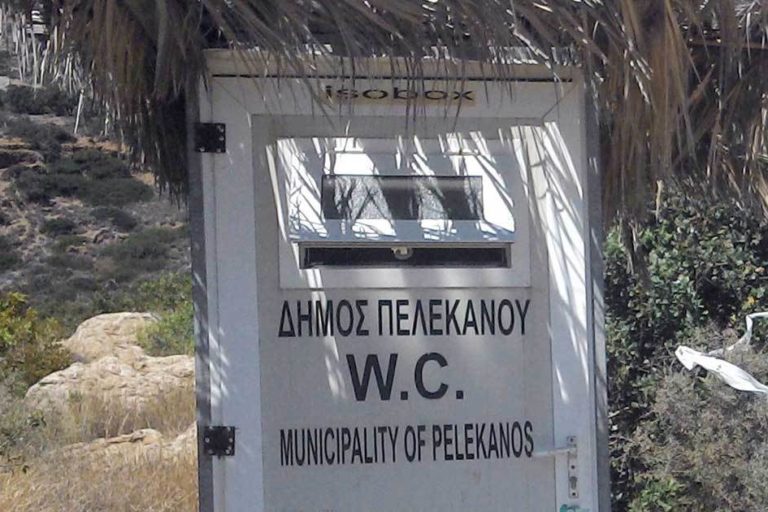 isobox
ΔΗΜΟΣ ΠΕΛΕΚΑΝΟΥ
W.C.
MUNICIPALITY OF PELEKANOS